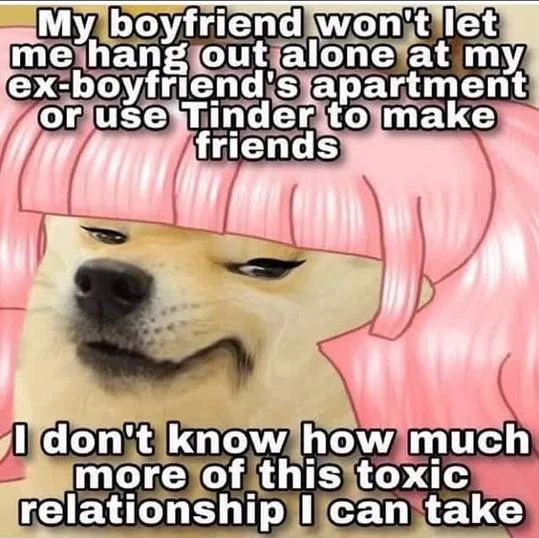 My boyfriend won't let
me hang out alone at my
ex-boyfriend's apartment
or use Tinder to make
friends
I don't know how much
more of this toxic
relationship I can take